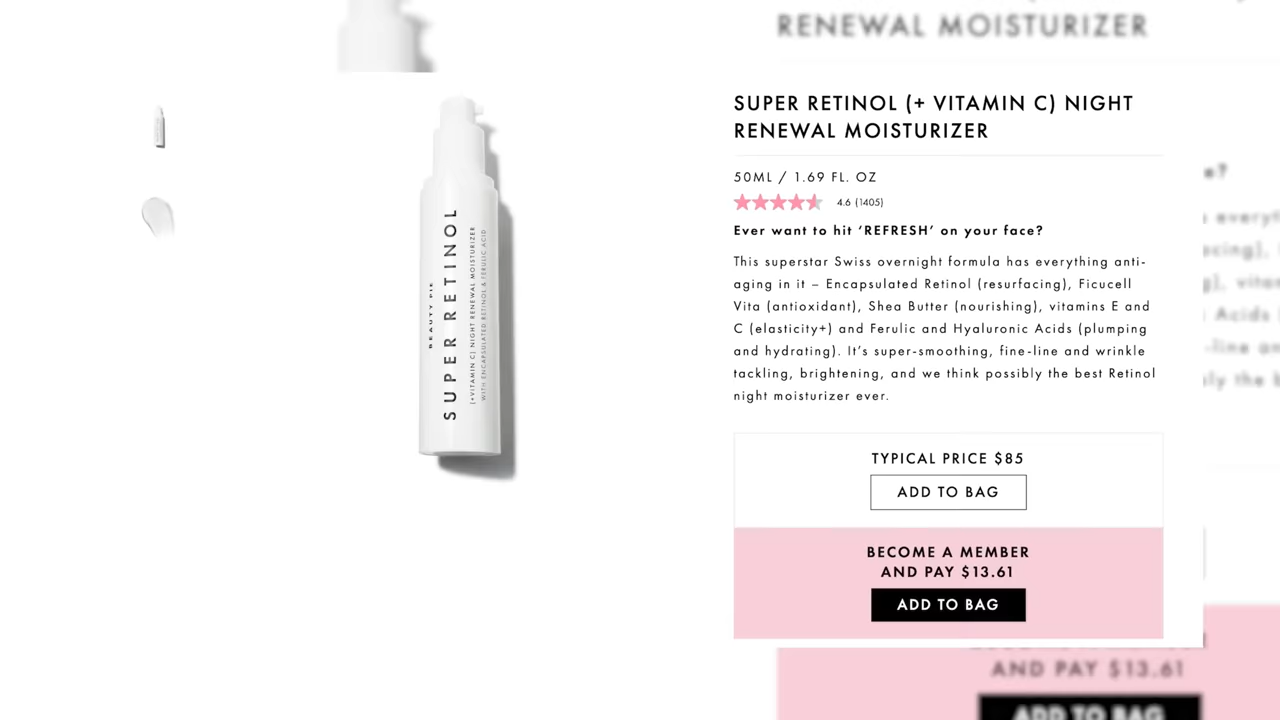 RENEWAL MOISTURIZER
SUPER RETINOL (+ VITAMIN C) NIGHT
RENEWAL MOISTURIZER
50ML / 1.69 FL. OZ
4.6 (1405)
Ever want to hit ‘REFRESH’ on your face?
This superstar Swiss overnight formula has everything anti-
aging in it – Encapsulated Retinol (resurfacing), Ficucell
Vita (antioxidant), Shea Butter (nourishing), vitamins E and
C (elasticity+) and Ferulic and Hyaluronic Acids (plumping
and hydrating). It’s super-smoothing, fine-line and wrinkle
tackling, brightening, and we think possibly the best Retinol
night moisturizer ever.
TYPICAL PRICE $85
ADD TO BAG
BECOME A MEMBER
AND PAY $13.61
ADD TO BAG
AND PAY $13.61
ADD TO BAG
BEAUTY PIE
SUPER RETINOL
(+VITAMIN C) NIGHT RENEWAL MOISTURIZER
WITH ENCAPSULATED RETINOL & FERULIC ACID